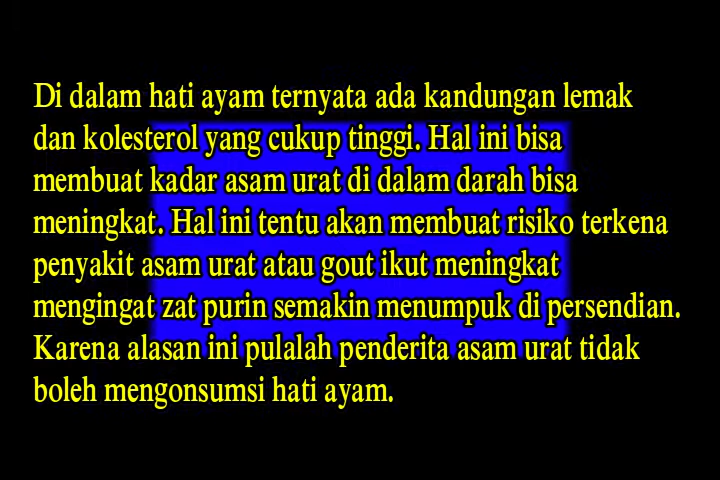 Di dalam hati ayam ternyata ada kandungan lemak
dan kolesterol yang cukup tinggi. Hal ini bisa
membuat kadar asam urat di dalam darah bisa
meningkat. Hal ini tentu akan membuat risiko terkena
penyakit asam urat atau gout ikut meningkat
mengingat zat purin semakin menumpuk di persendian.
Karena alasan ini pulalah penderita asam urat tidak
boleh mengonsumsi hati ayam.